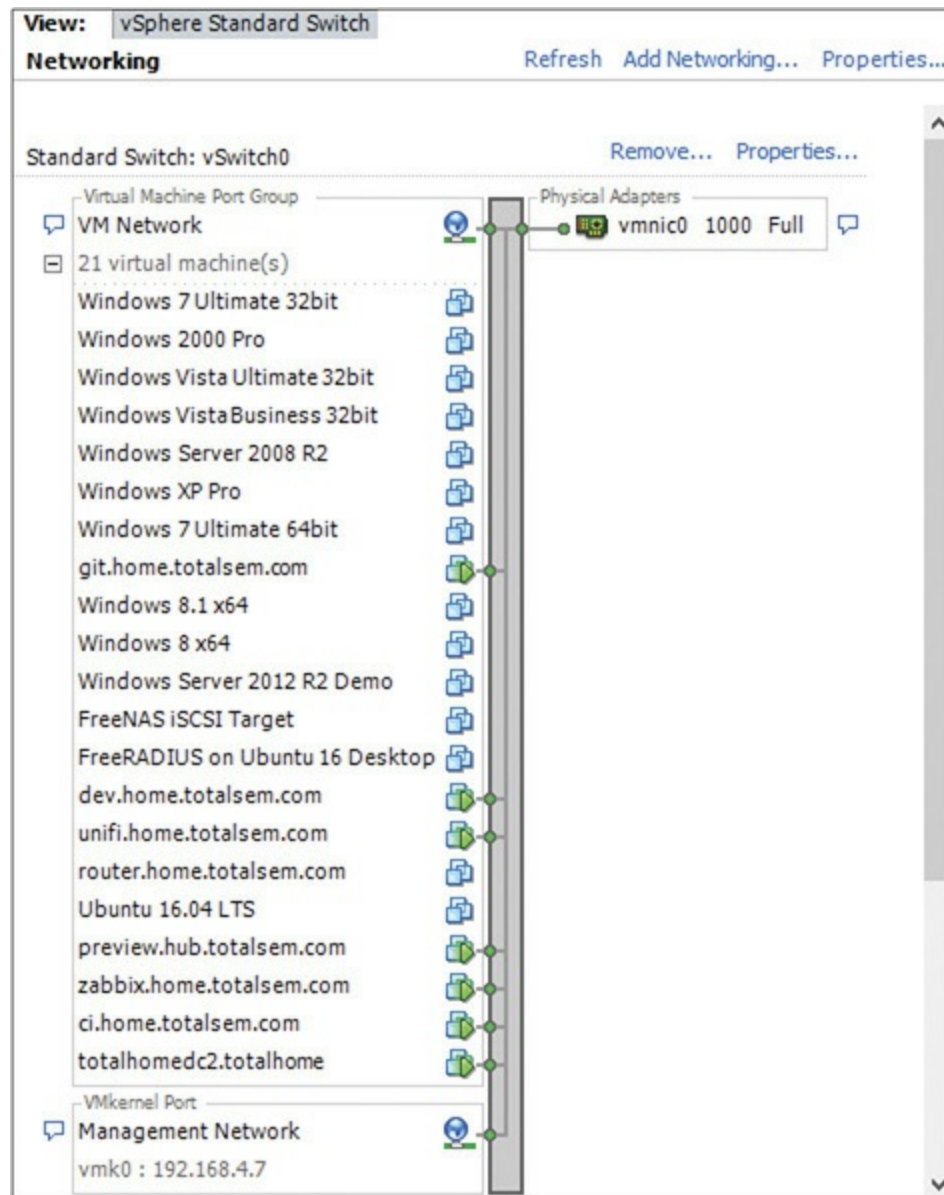 View: vSphere Standard Switch
Networking
Refresh Add Networking... Properties...
Standard Switch: vSwitch0
Remove... Properties...
Virtual Machine Port Group
VM Network
21 virtual machine(s)
Windows 7 Ultimate 32bit
Windows 2000 Pro
Windows Vista Ultimate 32bit
Windows Vista Business 32bit
Windows Server 2008 R2
Windows XP Pro
Windows 7 Ultimate 64bit
git.home.totalsem.com
Windows 8.1 x64
Windows 8 x64
Windows Server 2012 R2 Demo
FreeNAS iSCSI Target
FreeRADIUS on Ubuntu 16 Desktop
dev.home.totalsem.com
unifi.home.totalsem.com
router.home.totalsem.com
Ubuntu 16.04 LTS
preview.hub.totalsem.com
zabbix.home.totalsem.com
ci.home.totalsem.com
totalhomedc2.totalhome
VMkernel Port
Management Network
vmk0 : 192.168.4.7
Physical Adapters
vmnic0 1000 Full